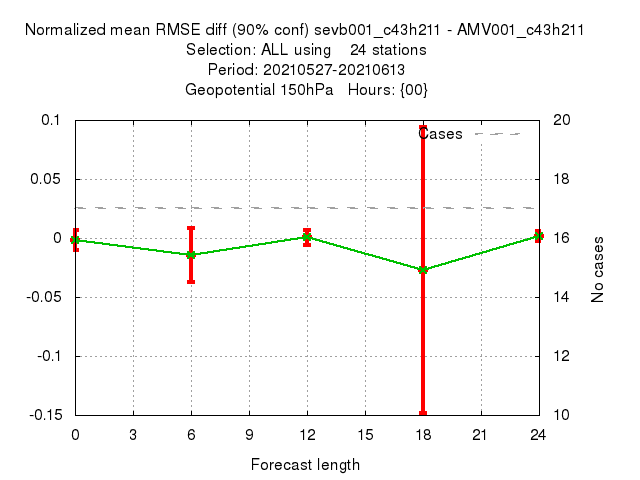 Normalized mean RMSE diff (90% conf) sevb001_c43h211 - AMV001_c43h211
Selection: ALL using 24 stations
Period: 20210527-20210613
Geopotential 150hPa Hours: {00}
Cases
0.1
0.05
0
-0.05
-0.1
-0.15
20
18
16
14
12
10
No cases
0 3 6 9 12 15 18 21 24
Forecast length